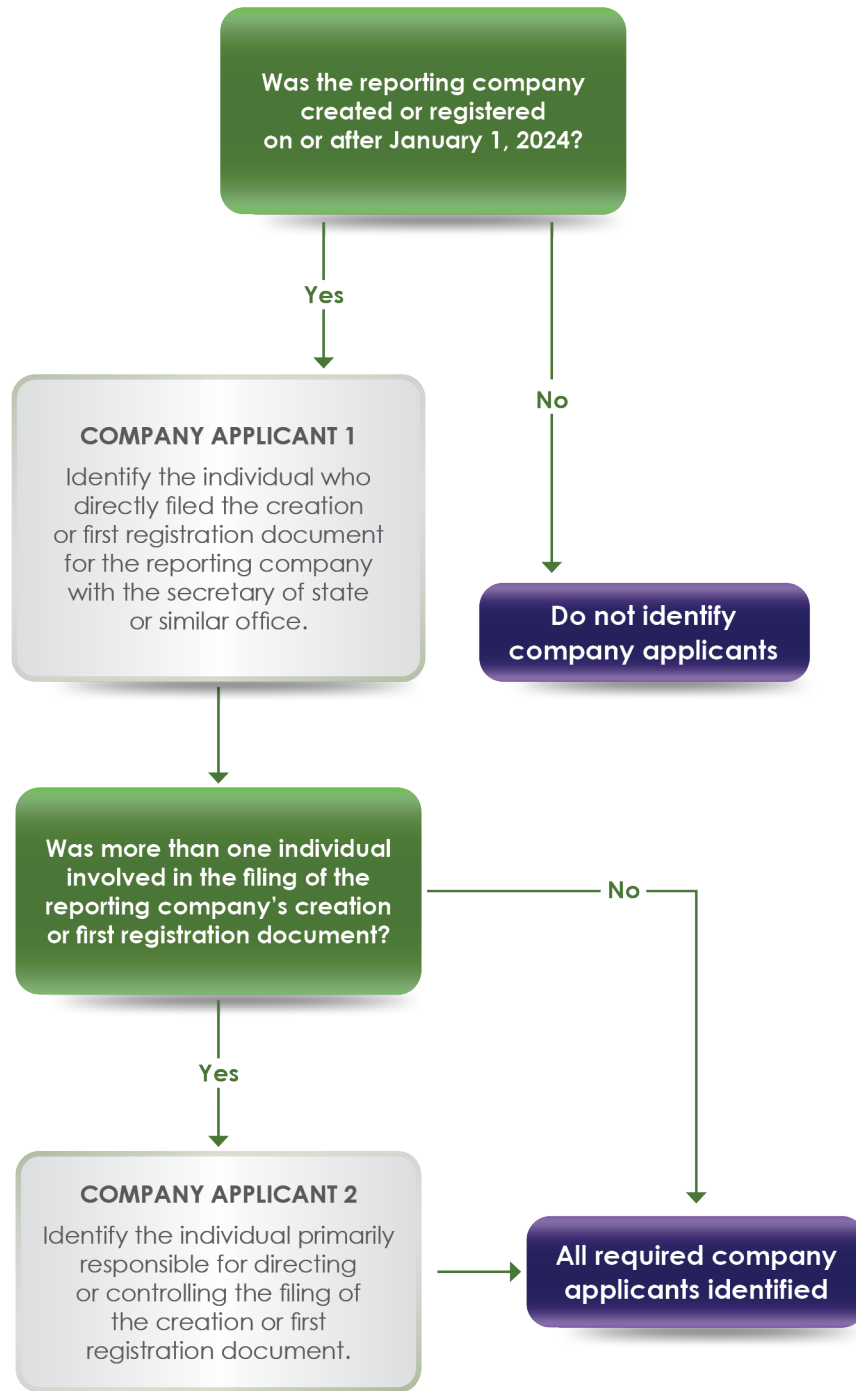 Was the reporting company
created or registered
on or after January 1, 2024?
Yes
No
COMPANY APPLICANT 1
Identify the individual who
directly filed the creation
or first registration document
for the reporting company
with the secretary of state
or similar office.
Do not identify
company applicants
Was more than one individual
involved in the filing of the
reporting company’s creation
or first registration document?
No
Yes
COMPANY APPLICANT 2
Identify the individual primarily
responsible for directing
or controlling the filing of
the creation or first
registration document.
All required company
applicants identified